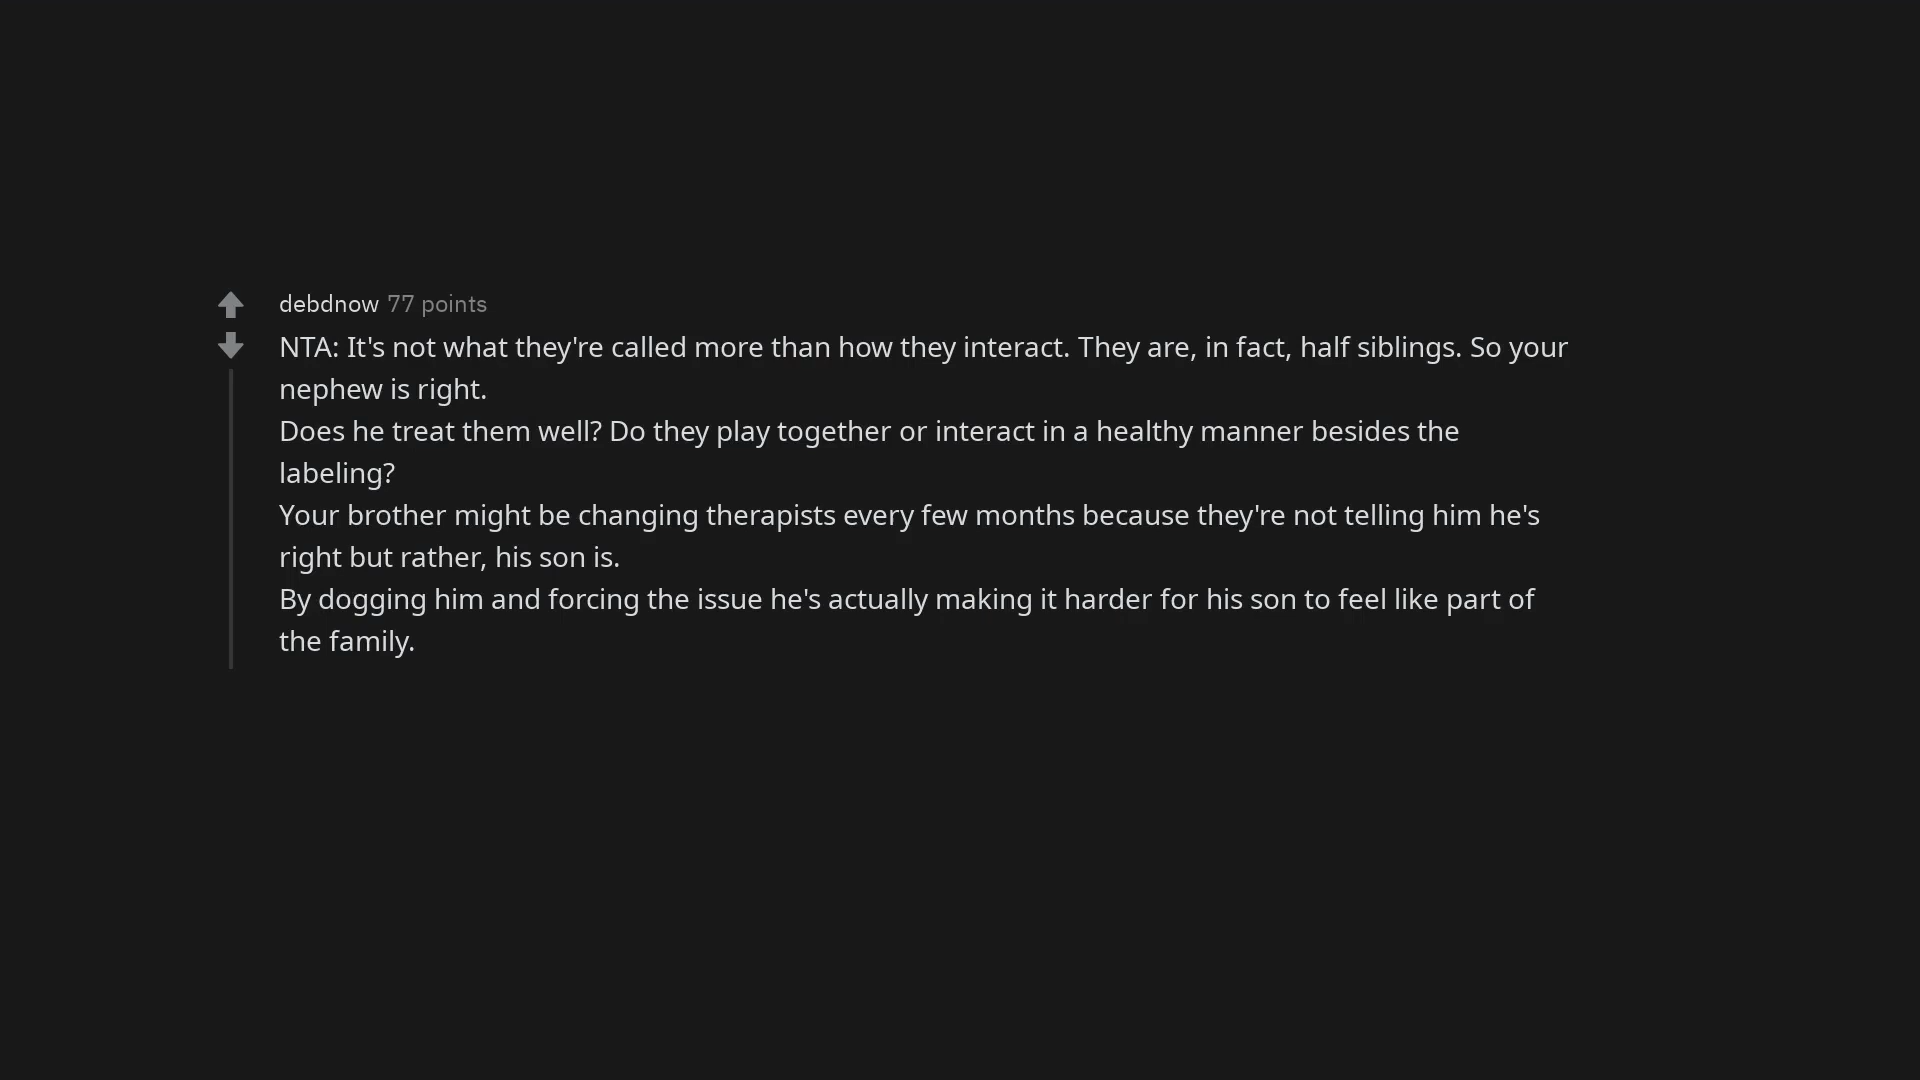 debdnow 77 points
NTA: It's not what they're called more than how they interact. They are, in fact, half siblings. So your
nephew is right.
Does he treat them well? Do they play together or interact in a healthy manner besides the
labeling?
Your brother might be changing therapists every few months because they're not telling him he's
right but rather, his son is.
By dogging him and forcing the issue he's actually making it harder for his son to feel like part of
the family.